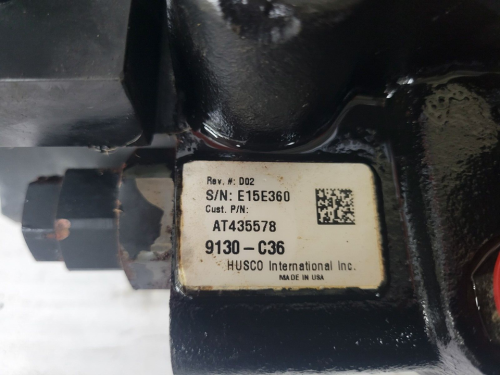 Rev. #: D02
S/N: E15E360
Cust. P/N:
AT435578
9130-C36
HUSCO International Inc.
MADE IN USA